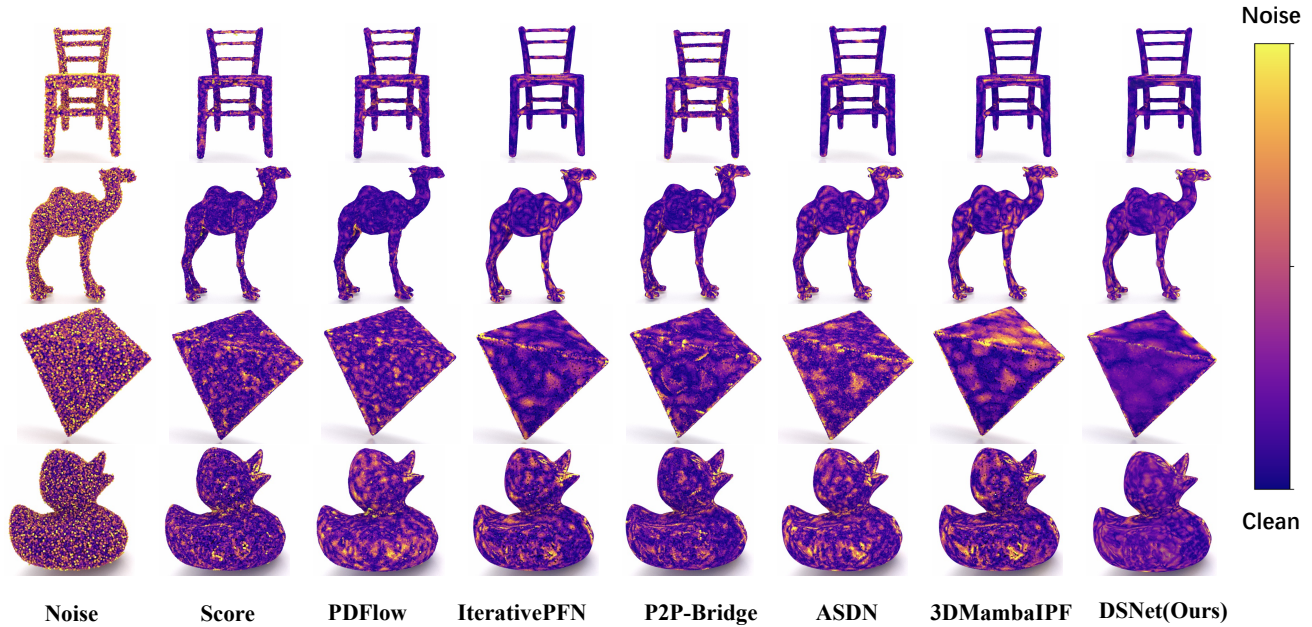 Noise
Clean
Noise Score PDFlow IterativePFN P2P-Bridge ASDN 3DMambaIPF DSNet(Ours)